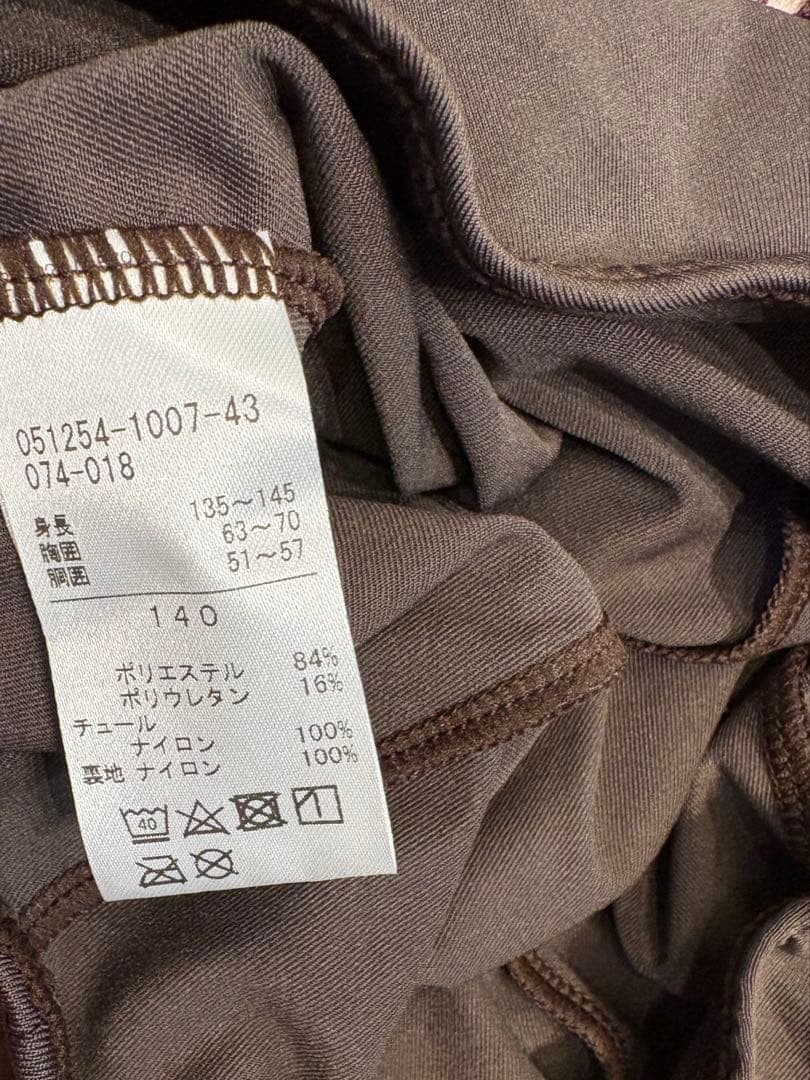 051254-1007-43
074-018
身長 135～145
胸囲 63～70
胴囲 51～57
140
ポリエステル 84%
ポリウレタン 16%
チュール
ナイロン 100%
裏地 ナイロン 100%
40